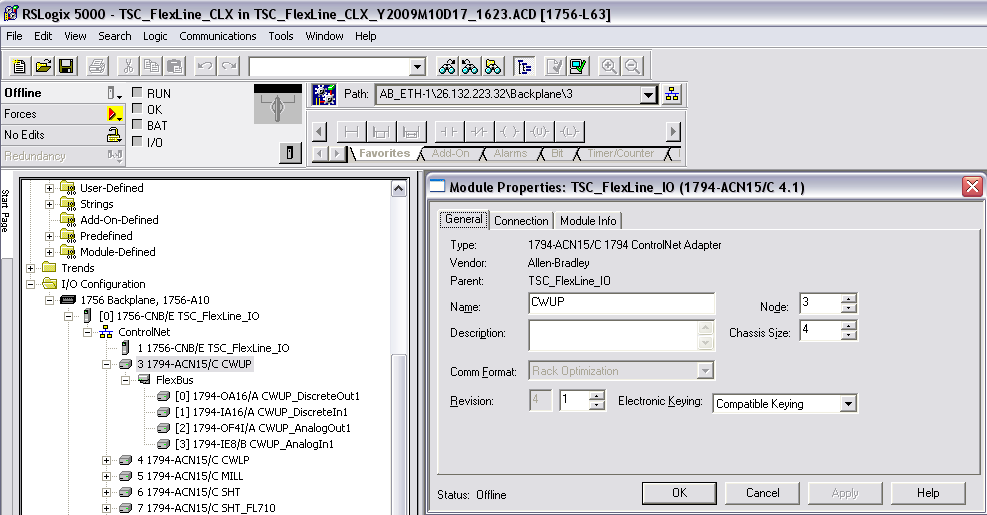 RSLogix 5000 - TSC_FlexLine_CLX in TSC_FlexLine_CLX_Y2009M10D17_1623.ACD [1756-L63]
File Edit View Search Logic Communications Tools Window Help
Offline
RUN
Path: AB_ETH-1\26.132.223.32\Backplane\3
Forces
OK
No Edits
BAT
Redundancy
I/O
Favorites Add-On Alarms Bit Timer/Counter
Start Page
User-Defined
Strings
Add-On-Defined
Predefined
Module-Defined
Trends
I/O Configuration
1756 Backplane, 1756-A10
[0] 1756-CNB/E TSC_FlexLine_IO
ControlNet
1 1756-CNB/E TSC_FlexLine_IO
3 1794-ACN15/C CWUP
FlexBus
[0] 1794-OA16/A CWUP_DiscreteOut1
[1] 1794-IA16/A CWUP_DiscreteIn1
[2] 1794-OF4I/A CWUP_AnalogOut1
[3] 1794-IE8/B CWUP_AnalogIn1
4 1794-ACN15/C CWLP
5 1794-ACN15/C MILL
6 1794-ACN15/C SHT
7 1794-ACN15/C SHT_FL710
Module Properties: TSC_FlexLine_IO (1794-ACN15/C 4.1)
General Connection Module Info
Type: 1794-ACN15/C 1794 ControlNet Adapter
Vendor: Allen-Bradley
Parent: TSC_FlexLine_IO
Name: CWUP
Node: 3
Description:
Chassis Size: 4
Comm Format: Rack Optimization
Revision: 4 1 Electronic Keying: Compatible Keying
Status: Offline
OK Cancel Apply Help